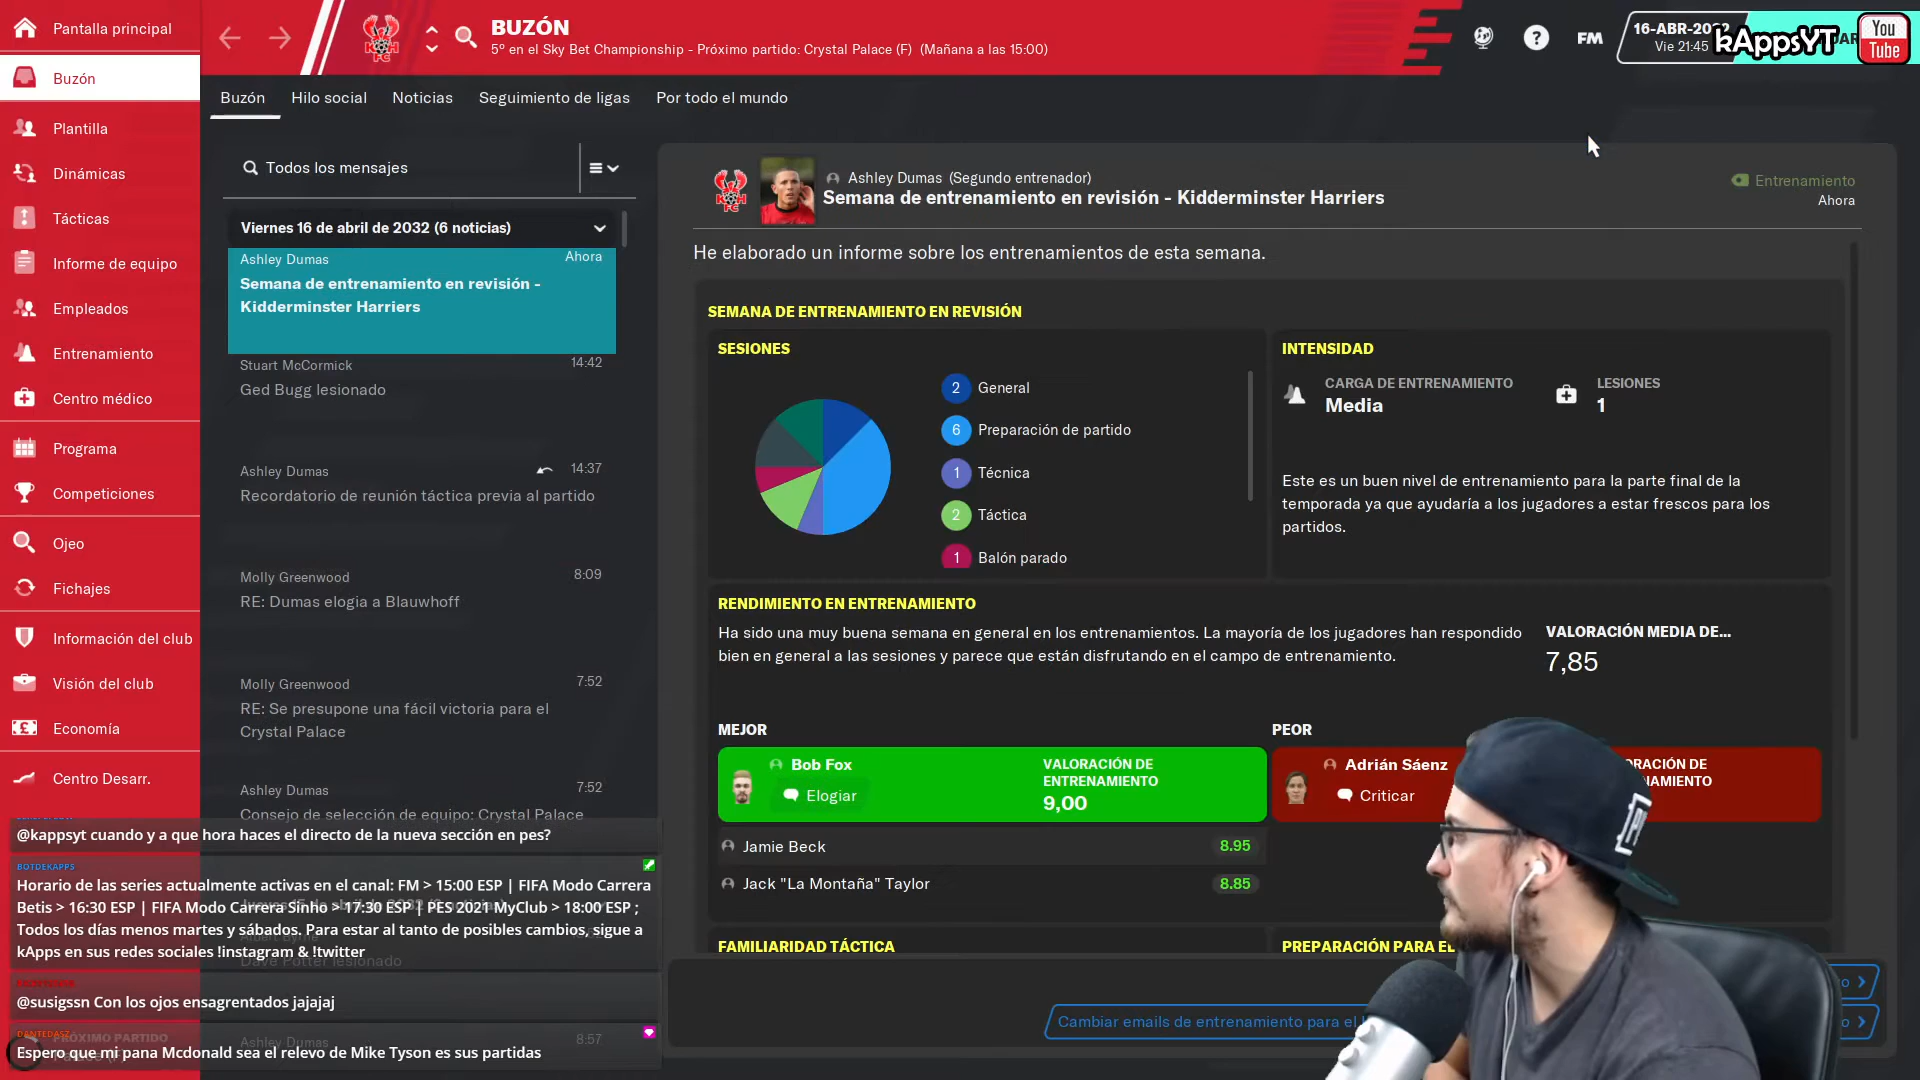 Pantalla principal
Buzón
Plantilla
Dinámicas
Tácticas
Informe de equipo
Empleados
Entrenamiento
Centro médico
Programa
Competiciones
Ojeo
Fichajes
Información del club
Visión del club
Economía
Centro Desarr.
BUZÓN
5º en el Sky Bet Championship - Próximo partido: Crystal Palace (F) (Mañana a las 15:00)
FM
16-ABR-2032
Vie 21:45
kAppsYT
You
Tube
Buzón
Hilo social
Noticias
Seguimiento de ligas
Por todo el mundo
Todos los mensajes
Viernes 16 de abril de 2032 (6 noticias)
Ashley Dumas
Ahora
Semana de entrenamiento en revisión -
Kidderminster Harriers
Stuart McCormick
14:42
Ged Bugg lesionado
Ashley Dumas
14:37
Recordatorio de reunión táctica previa al partido
Molly Greenwood
8:09
RE: Dumas elogia a Blauwhoff
Molly Greenwood
7:52
RE: Se presupone una fácil victoria para el
Crystal Palace
Ashley Dumas
7:52
Consejo de selección de equipo: Crystal Palace
@kappsyt cuando y a que hora haces el directo de la nueva sección en pes?
BOTDEKAPPS
Horario de las series actualmente activas en el canal: FM > 15:00 ESP | FIFA Modo Carrera
Betis > 16:30 ESP | FIFA Modo Carrera Sinho > 17:30 ESP | PES 2021 MyClub > 18:00 ESP ;
Todos los días menos martes y sábados. Para estar al tanto de posibles cambios, sigue a
kApps en sus redes sociales !instagram & !twitter
Dave Potter lesionado
@susigssn Con los ojos ensagrentados jajajaj
DANTEDASZ
PRÓXIMO PARTIDO
Ashley Dumas
8:57
Espero que mi pana Mcdonald sea el relevo de Mike Tyson es sus partidas
Ashley Dumas (Segundo entrenador)
Semana de entrenamiento en revisión - Kidderminster Harriers
Entrenamiento
Ahora
He elaborado un informe sobre los entrenamientos de esta semana.
SEMANA DE ENTRENAMIENTO EN REVISIÓN
SESIONES
2 General
6 Preparación de partido
1 Técnica
2 Táctica
1 Balón parado
INTENSIDAD
CARGA DE ENTRENAMIENTO
Media
LESIONES
1
Este es un buen nivel de entrenamiento para la parte final de la
temporada ya que ayudaría a los jugadores a estar frescos para los
partidos.
RENDIMIENTO EN ENTRENAMIENTO
Ha sido una muy buena semana en general en los entrenamientos. La mayoría de los jugadores han respondido
bien en general a las sesiones y parece que están disfrutando en el campo de entrenamiento.
VALORACIÓN MEDIA DE...
7,85
MEJOR
Bob Fox
Elogiar
VALORACIÓN DE
ENTRENAMIENTO
9,00
Jamie Beck
8.95
Jack "La Montaña" Taylor
8.85
PEOR
Adrián Sáenz
Criticar
FAMILIARIDAD TÁCTICA
PREPARACIÓN PARA EL
Cambiar emails de entrenamiento para el